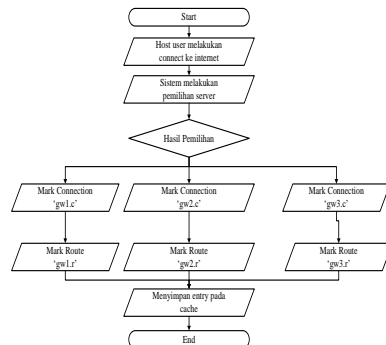 Start
Host user melakukan
connect ke internet
Sistem melakukan
pemilihan server
Hasil Pemilihan
Mark Connection
'gw1.c'
Mark Connection
'gw2.c'
Mark Connection
'gw3.c'
Mark Route
'gw1.r'
Mark Route
'gw2.r'
Mark Route
'gw3.r'
Menyimpan entry pada
cache
End